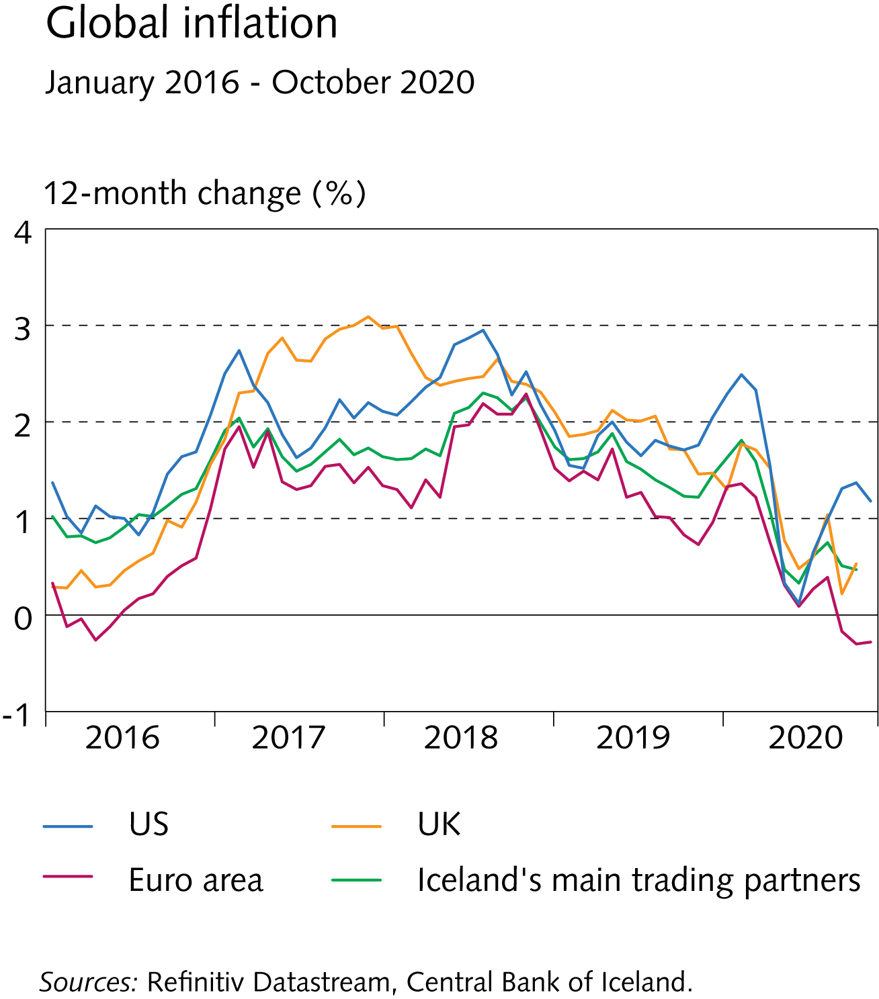 Global inflation
January 2016 - October 2020
12-month change (%)
4
3
2
1
0
-1
2016 2017 2018 2019 2020
US UK
Euro area Iceland's main trading partners
Sources: Refinitiv Datastream, Central Bank of Iceland.